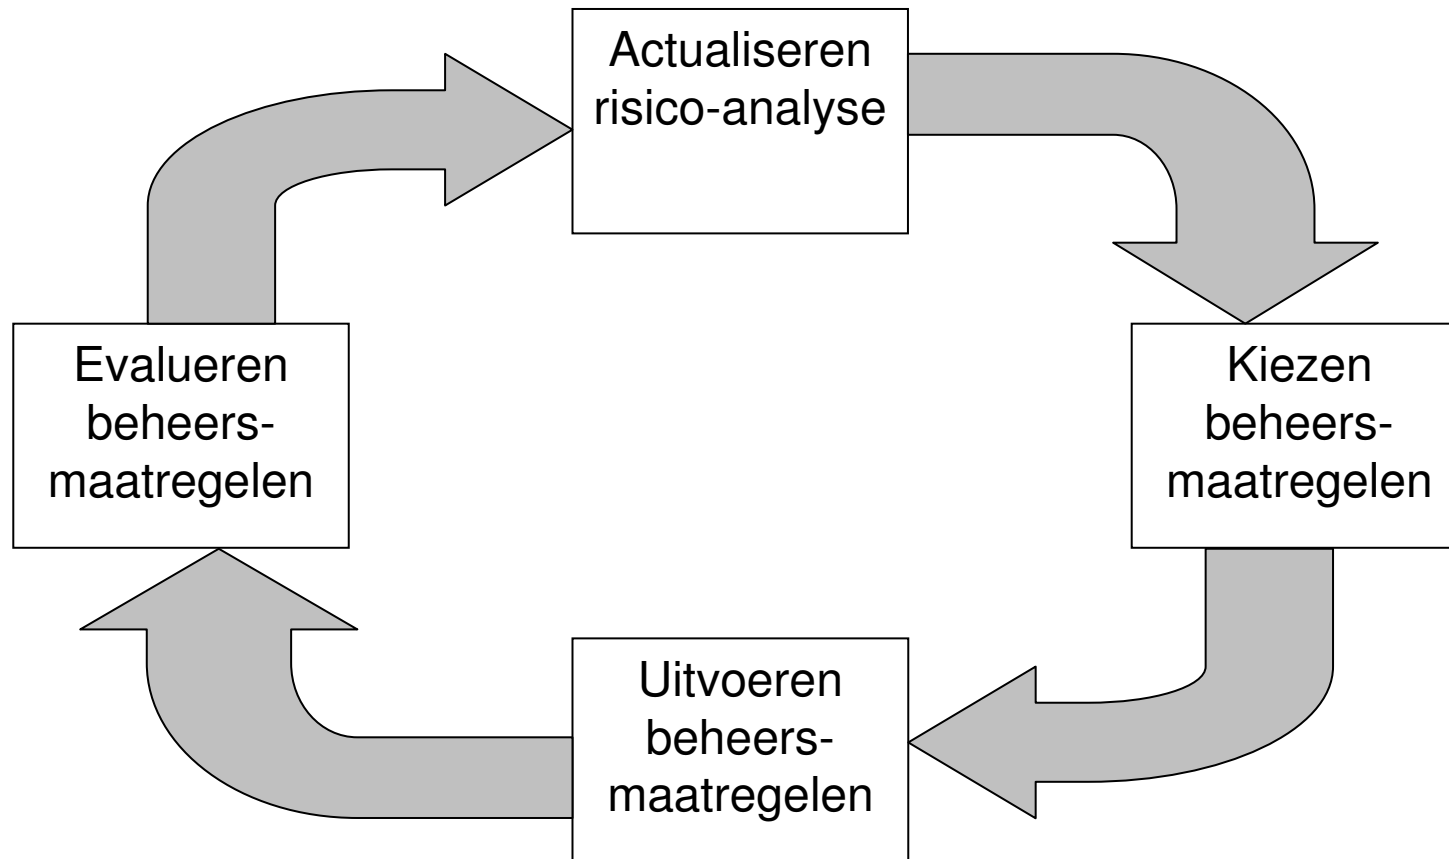 Actualiseren
risico-analyse
Evalueren
beheers-
maatregelen
Kiezen
beheers-
maatregelen
Uitvoeren
beheers-
maatregelen